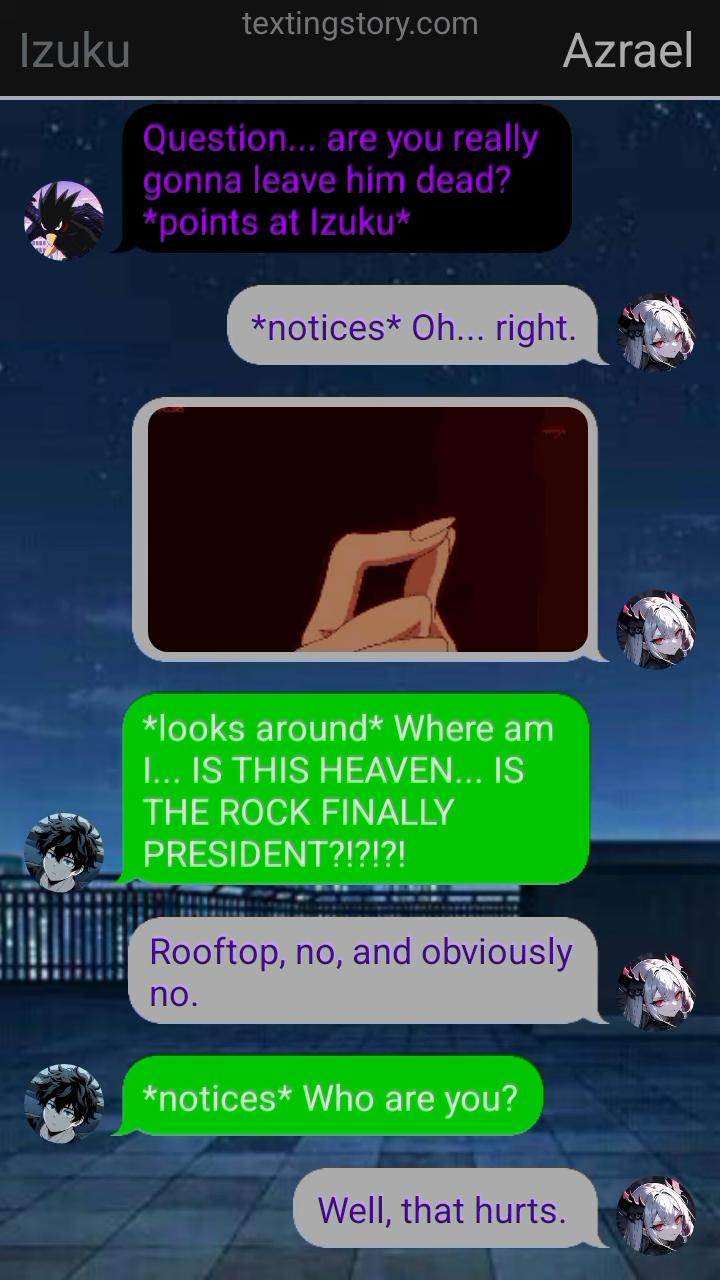 textingstory.com
Izuku
Azrael
Question... are you really
gonna leave him dead?
*points at Izuku*
*notices* Oh... right.
*looks around* Where am
I... IS THIS HEAVEN... IS
THE ROCK FINALLY
PRESIDENT?!?!?!
Rooftop, no, and obviously
no.
*notices* Who are you?
Well, that hurts.